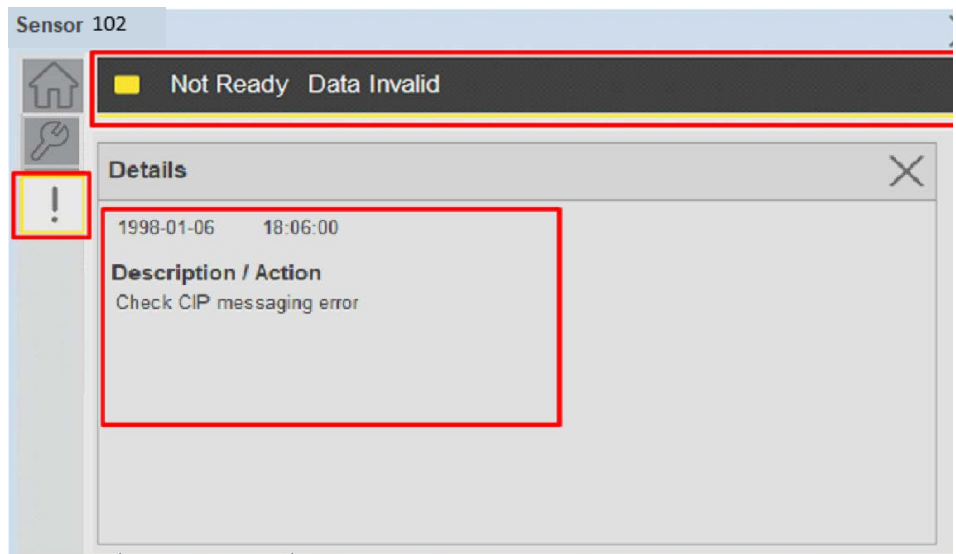 Sensor 102
Not Ready Data Invalid
Details
1998-01-06 18:06:00
Description / Action
Check CIP messaging error